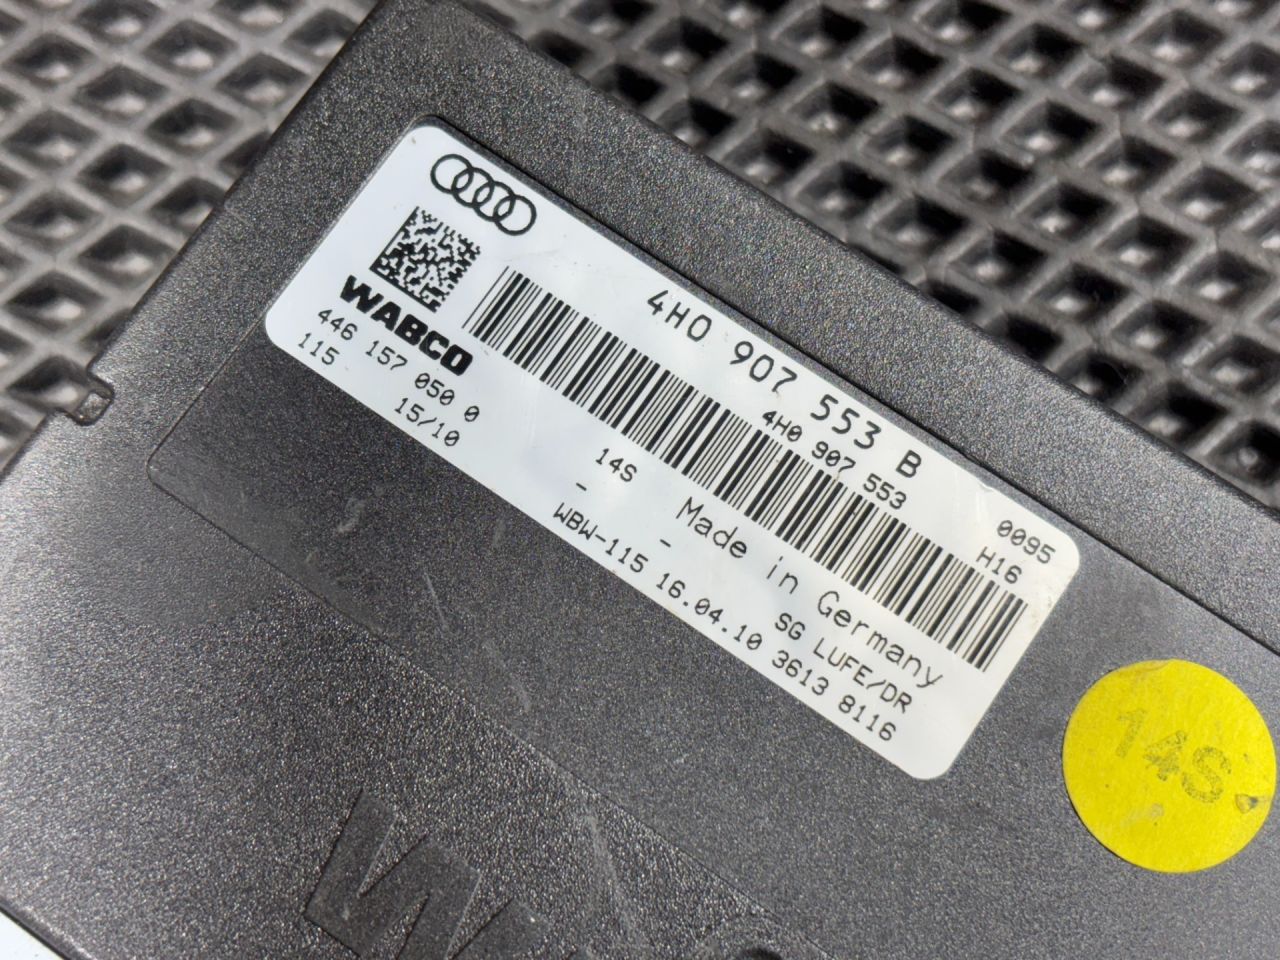 4H0 907 553 B
4H0 907 553 0095
H16
WABCO
446 157 050 0
115 15/10
14S Made in Germany
- - SG LUFE/DR
WBW-115 16.04.10 3613 8116
14S
W